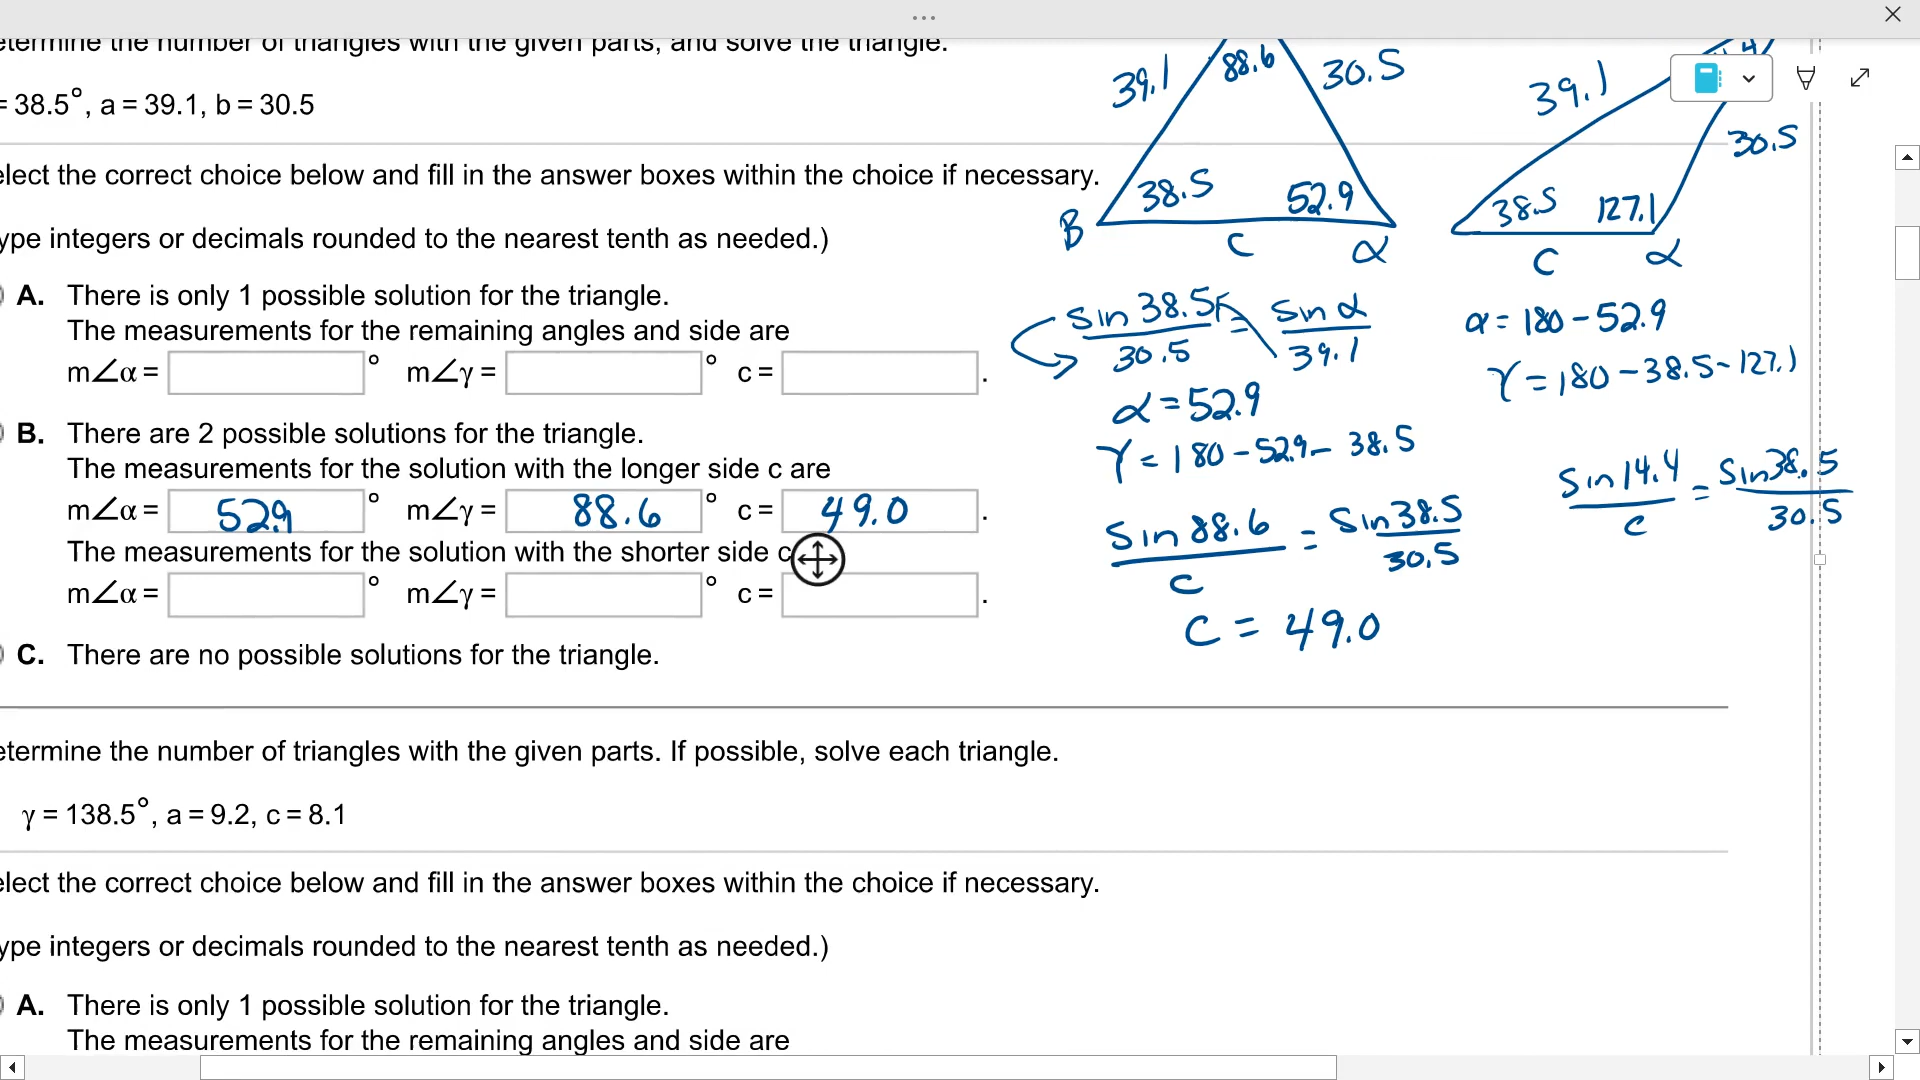 etermine the number of triangles with the given parts, and solve the triangle.
= 38.5°, a = 39.1, b = 30.5
elect the correct choice below and fill in the answer boxes within the choice if necessary.
ype integers or decimals rounded to the nearest tenth as needed.)
A. There is only 1 possible solution for the triangle.
The measurements for the remaining angles and side are
m∠α = ° m∠γ = ° c = .
B. There are 2 possible solutions for the triangle.
The measurements for the solution with the longer side c are
m∠α = 52.9 ° m∠γ = 88.6 ° c = 49.0 .
The measurements for the solution with the shorter side c
m∠α = ° m∠γ = ° c = .
C. There are no possible solutions for the triangle.
etermine the number of triangles with the given parts. If possible, solve each triangle.
γ = 138.5°, a = 9.2, c = 8.1
elect the correct choice below and fill in the answer boxes within the choice if necessary.
ype integers or decimals rounded to the nearest tenth as needed.)
A. There is only 1 possible solution for the triangle.
The measurements for the remaining angles and side are
39.1 88.6 30.5
38.5 52.9
B c α
sin 38.5 = sin α
30.5 39.1
α = 52.9
γ = 180 - 52.9 - 38.5
sin 88.6 = sin 38.5
c 30.5
c = 49.0
39.1
30.5
38.5 127.1
c α
α = 180 - 52.9
γ = 180 - 38.5 - 127.1
sin 14.4 = sin 38.5
c 30.5